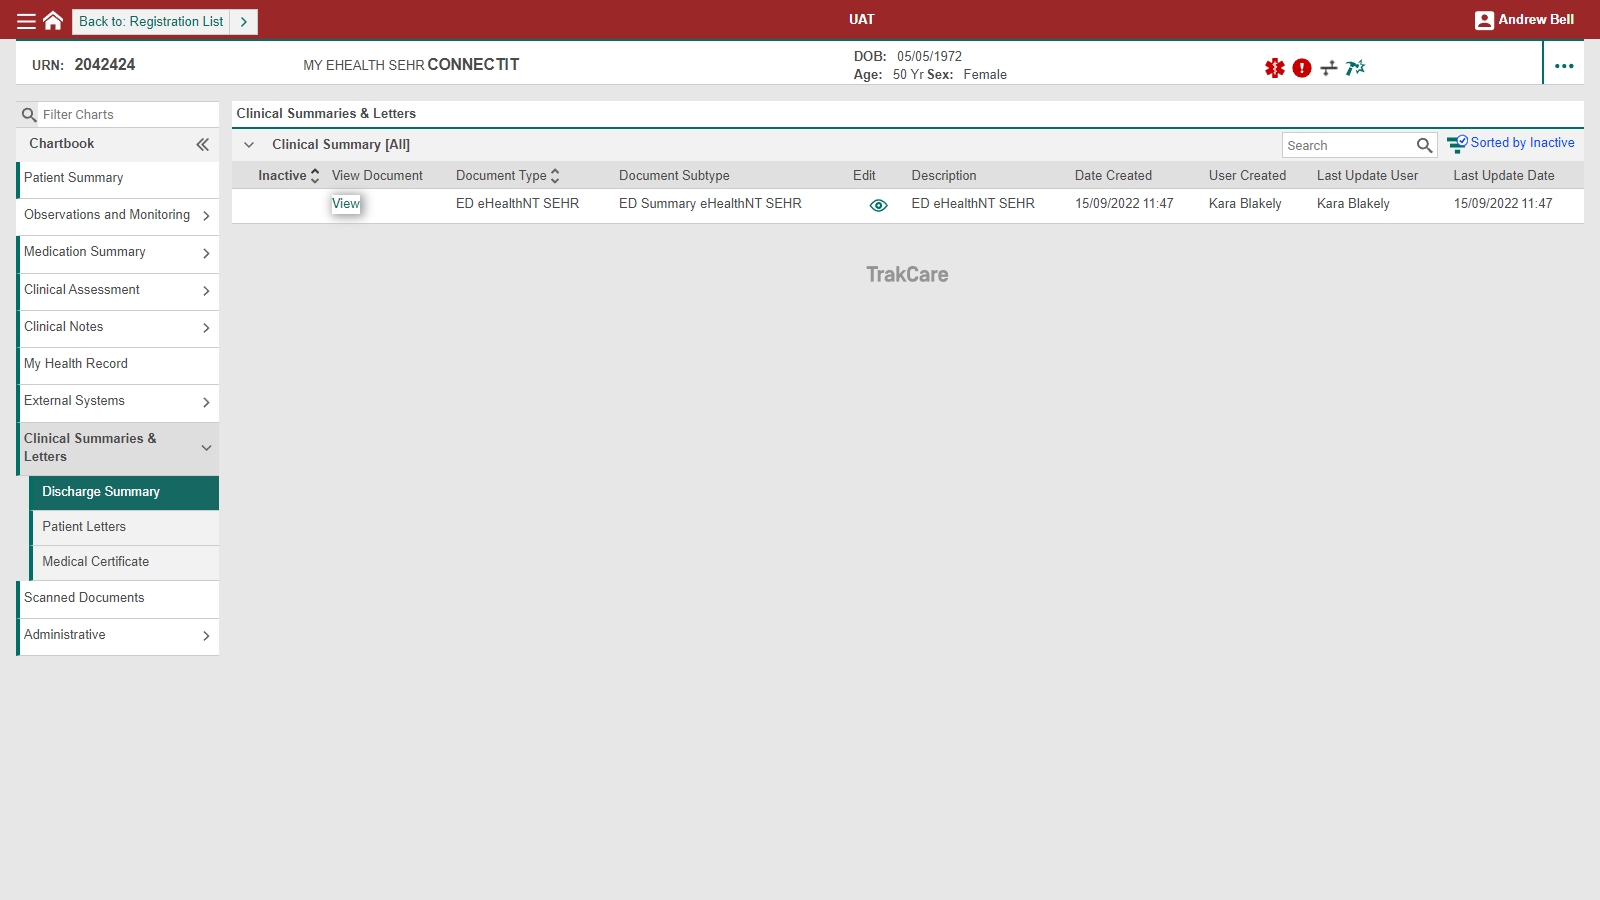 Back to: Registration List
UAT
Andrew Bell
URN: 2042424
MY EHEALTH SEHR CONNECTIT
DOB: 05/05/1972
Age: 50 Yr Sex: Female
Filter Charts
Chartbook
Patient Summary
Observations and Monitoring
Medication Summary
Clinical Assessment
Clinical Notes
My Health Record
External Systems
Clinical Summaries &
Letters
Discharge Summary
Patient Letters
Medical Certificate
Scanned Documents
Administrative
Clinical Summaries & Letters
Clinical Summary [All]
Search
Sorted by Inactive
Inactive View Document Document Type Document Subtype Edit Description Date Created User Created Last Update User Last Update Date
View ED eHealthNT SEHR ED Summary eHealthNT SEHR ED eHealthNT SEHR 15/09/2022 11:47 Kara Blakely Kara Blakely 15/09/2022 11:47
TrakCare